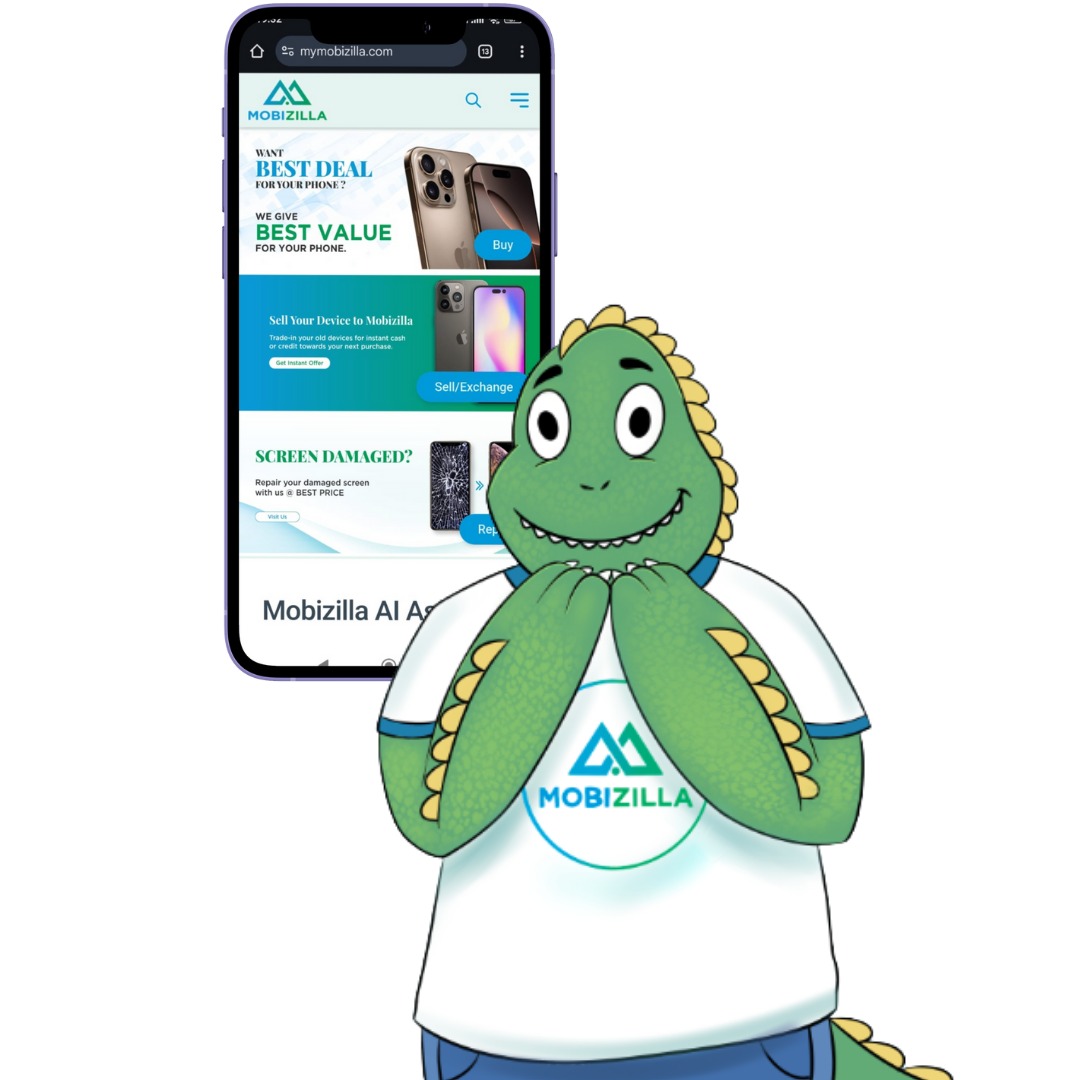 mymobizilla.com
13
MOBIZILLA
WANT
BEST DEAL
FOR YOUR PHONE ?
WE GIVE
BEST VALUE
FOR YOUR PHONE.
Buy
Sell Your Device to Mobizilla
Trade-in your old devices for instant cash
or credit towards your next purchase.
Get Instant Offer
Sell/Exchange
SCREEN DAMAGED?
Repair your damaged screen
with us @ BEST PRICE
Visit Us
Rep
Mobizilla AI As
MOBIZILLA